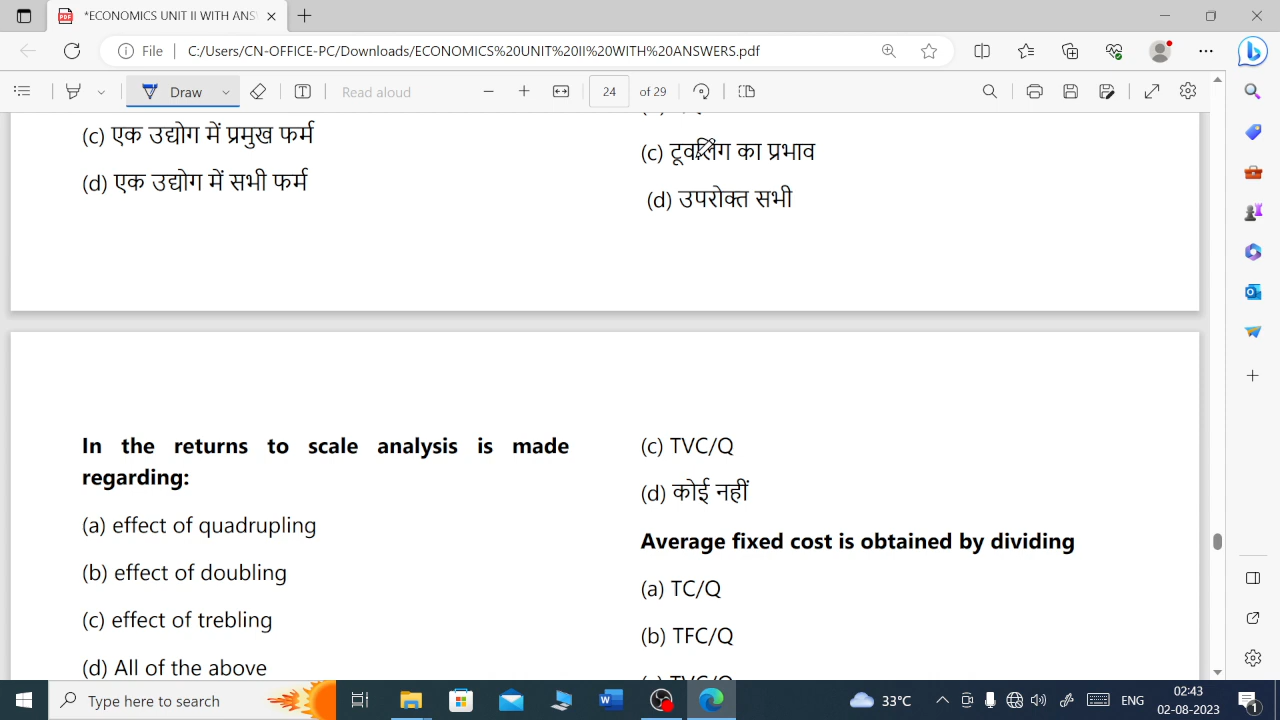 *ECONOMICS UNIT II WITH ANS
File
C:/Users/CN-OFFICE-PC/Downloads/ECONOMICS%20UNIT%20II%20WITH%20ANSWERS.pdf
Draw
Read aloud
24
of 29
(c) एक उद्योग में प्रमुख फर्म
(d) एक उद्योग में सभी फर्म
(c) टूवलिंग का प्रभाव
(d) उपरोक्त सभी
In the returns to scale analysis is made
regarding:
(a) effect of quadrupling
(b) effect of doubling
(c) effect of trebling
(d) All of the above
(c) TVC/Q
(d) कोई नहीं
Average fixed cost is obtained by dividing
(a) TC/Q
(b) TFC/Q
Type here to search
33°C
ENG
02:43
02-08-2023
1